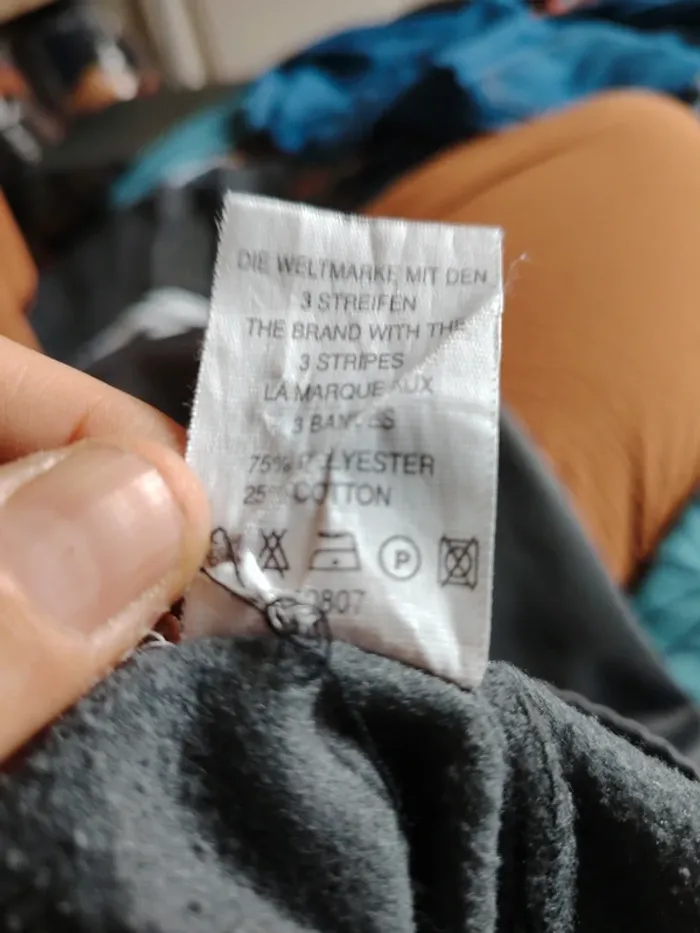 DIE WELTMARKE MIT DEN
3 STREIFEN
THE BRAND WITH THE
3 STRIPES
LA MARQUE AUX
3 BANDES
75% POLYESTER
25% COTTON
P
0807